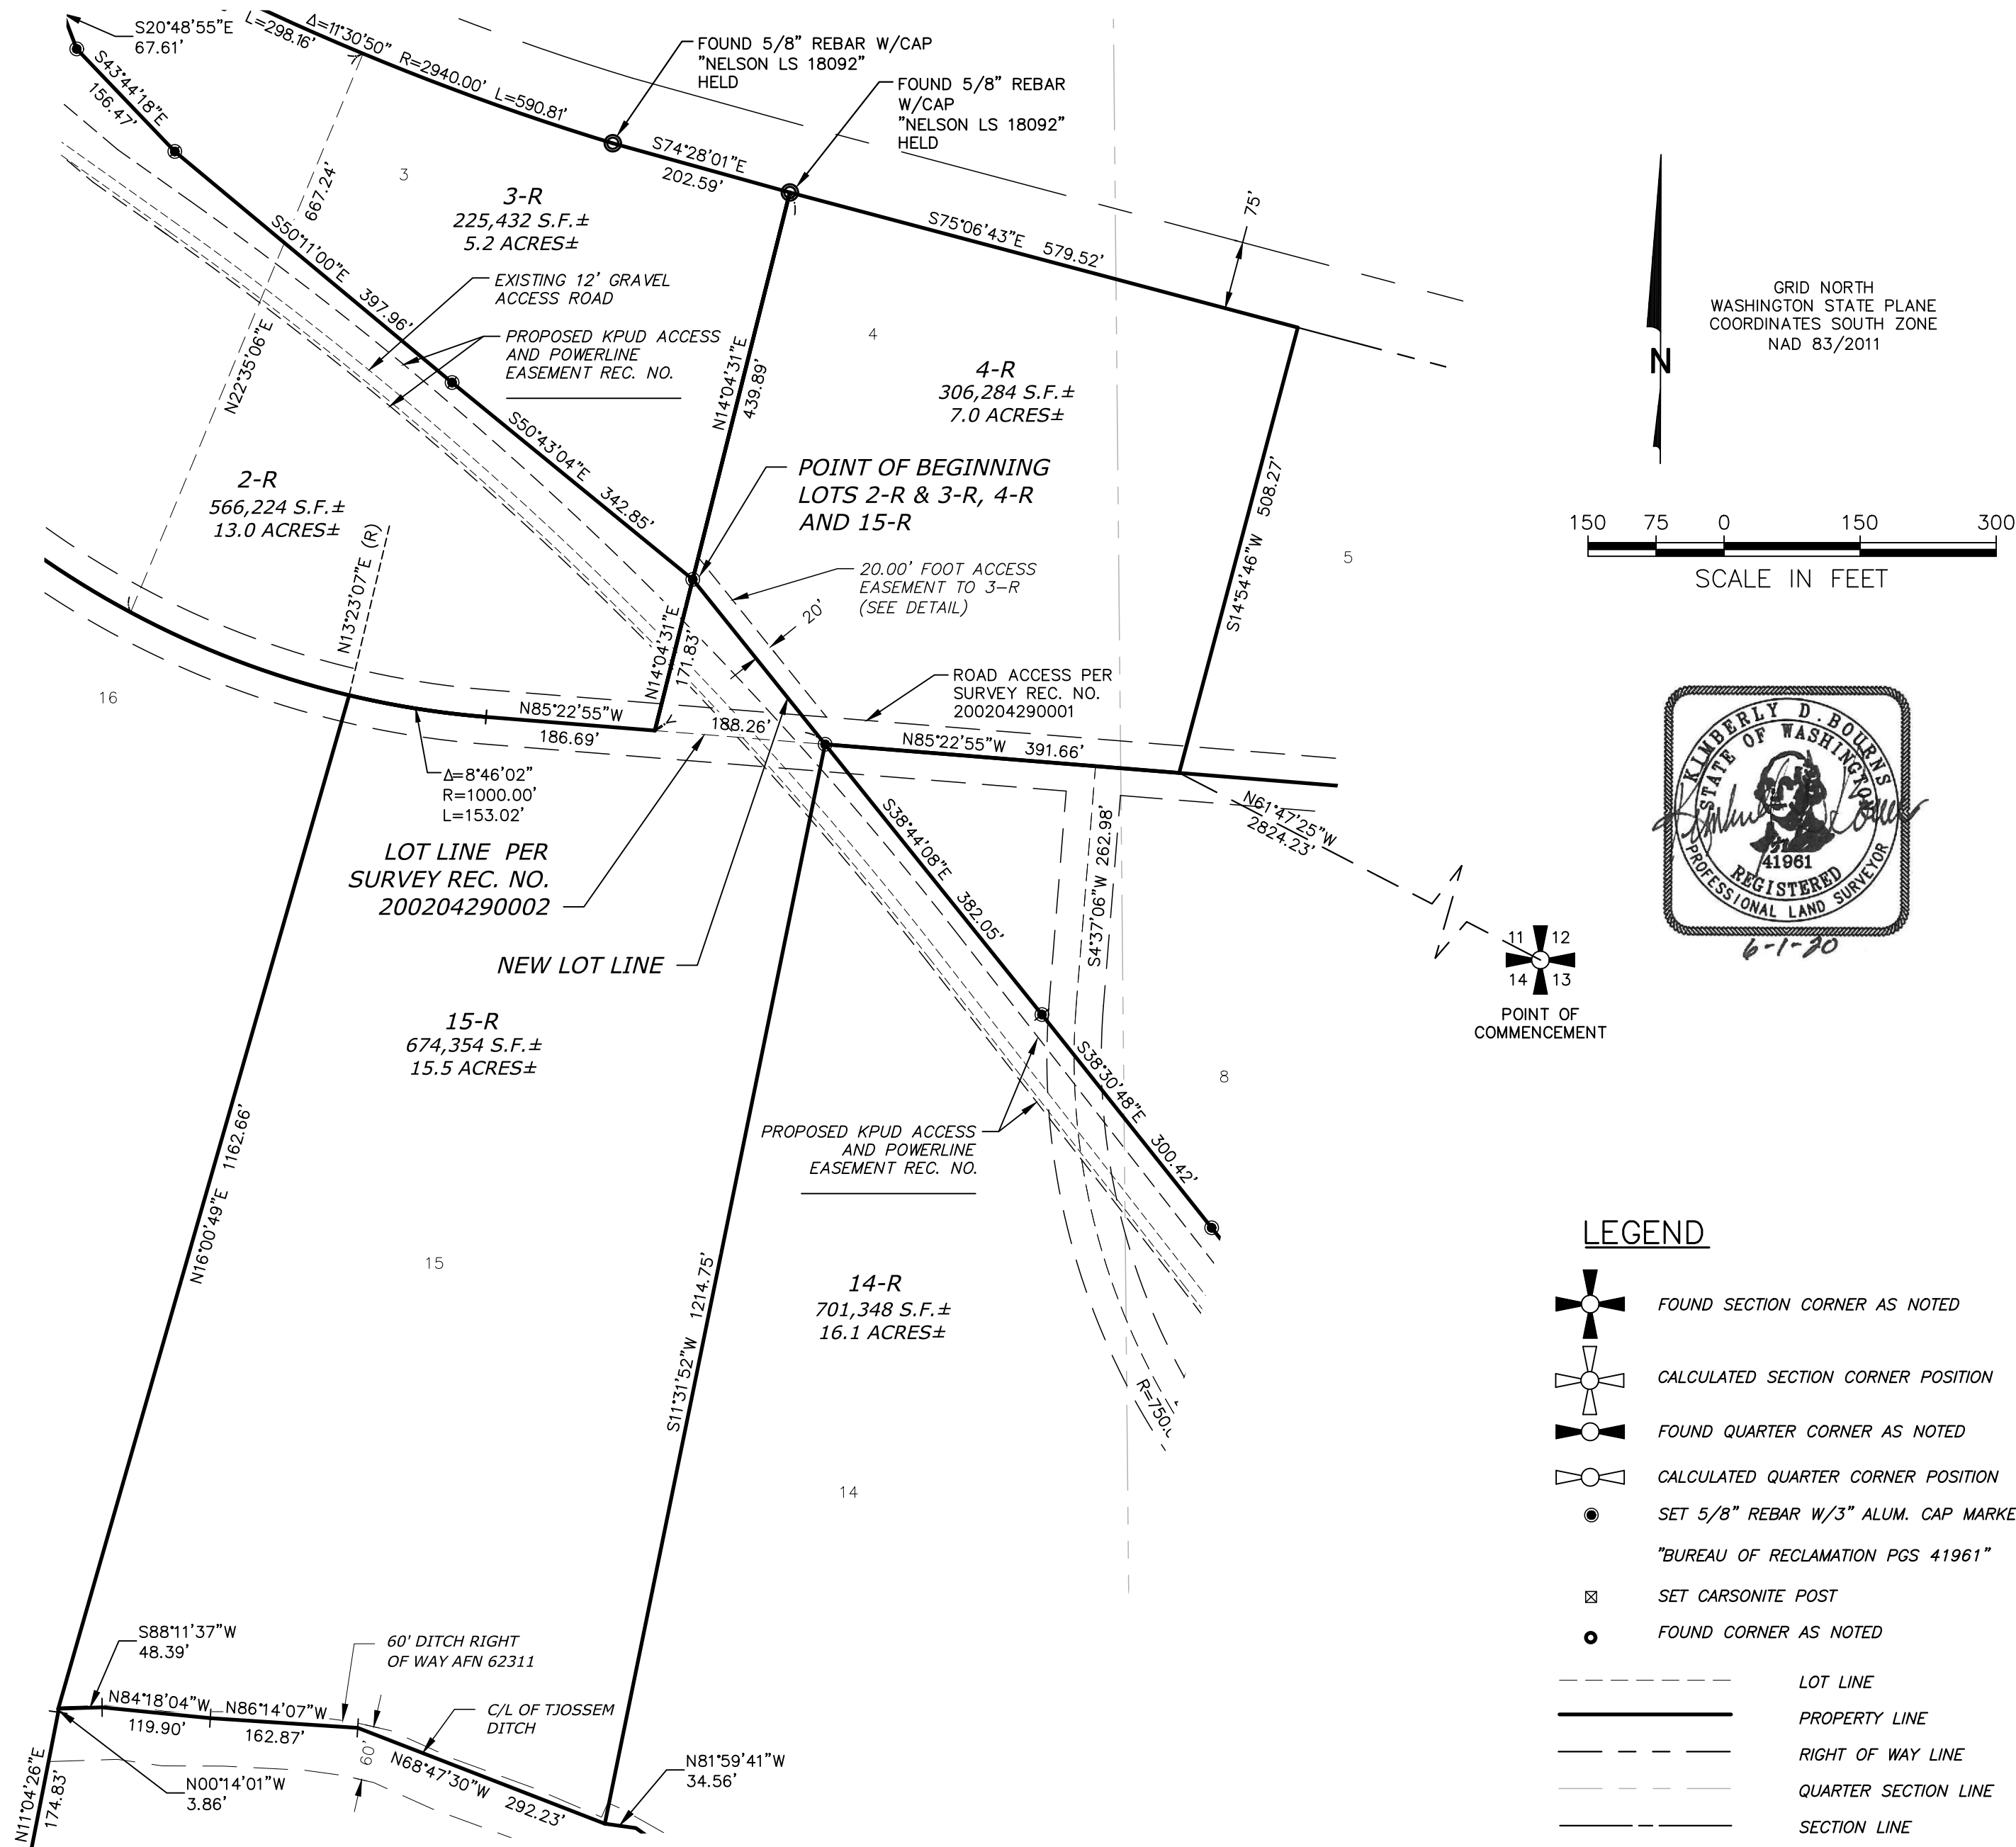 S20°48'55"E
67.61'
S43°44'18"E
156.47'
L=298.16'
Δ=11°30'50" R=2940.00' L=590.81'
FOUND 5/8" REBAR W/CAP
"NELSON LS 18092"
HELD
FOUND 5/8" REBAR
W/CAP
"NELSON LS 18092"
HELD
S74°28'01"E
202.59'
S75°06'43"E 579.52'
75'
667.24'
N22°35'06"E
3
3-R
225,432 S.F.±
5.2 ACRES±
S50°11'00"E 397.96'
EXISTING 12' GRAVEL
ACCESS ROAD
PROPOSED KPUD ACCESS
AND POWERLINE
EASEMENT REC. NO.
N14°04'31"E
439.89'
4
4-R
306,284 S.F.±
7.0 ACRES±
GRID NORTH
WASHINGTON STATE PLANE
COORDINATES SOUTH ZONE
NAD 83/2011
N
150 75 0 150 300
SCALE IN FEET
S50°43'04"E 342.85'
POINT OF BEGINNING
LOTS 2-R & 3-R, 4-R
AND 15-R
2-R
566,224 S.F.±
13.0 ACRES±
N13°23'07"E (R)
20.00' FOOT ACCESS
EASEMENT TO 3-R
(SEE DETAIL)
20'
S14°54'46"W 508.27'
5
N14°04'31"E
171.83'
ROAD ACCESS PER
SURVEY REC. NO.
200204290001
16
N85°22'55"W
186.69'
188.26'
N85°22'55"W 391.66'
Δ=8°46'02"
R=1000.00'
L=153.02'
LOT LINE PER
SURVEY REC. NO.
200204290002
NEW LOT LINE
S38°44'08"E 382.05'
S4°37'06"W 262.98'
N61°47'25"W
2824.23'
11 12
14 13
POINT OF
COMMENCEMENT
KIMBERLY D. BOURNS
STATE OF WASHINGTON
41961
REGISTERED
PROFESSIONAL LAND SURVEYOR
6-1-20
15-R
674,354 S.F.±
15.5 ACRES±
S38°30'48"E 300.42'
8
PROPOSED KPUD ACCESS
AND POWERLINE
EASEMENT REC. NO.
N16°00'49"E 1162.66'
15
S11°31'52"W 1214.75'
14-R
701,348 S.F.±
16.1 ACRES±
R=750.
14
S88°11'37"W
48.39'
N84°18'04"W
119.90'
N86°14'07"W
162.87'
60' DITCH RIGHT
OF WAY AFN 62311
C/L OF TJOSSEM
DITCH
60'
N68°47'30"W 292.23'
N81°59'41"W
34.56'
N00°14'01"W
3.86'
N11°04'26"E
174.83'
LEGEND
FOUND SECTION CORNER AS NOTED
CALCULATED SECTION CORNER POSITION
FOUND QUARTER CORNER AS NOTED
CALCULATED QUARTER CORNER POSITION
SET 5/8" REBAR W/3" ALUM. CAP MARKE
"BUREAU OF RECLAMATION PGS 41961"
SET CARSONITE POST
FOUND CORNER AS NOTED
LOT LINE
PROPERTY LINE
RIGHT OF WAY LINE
QUARTER SECTION LINE
SECTION LINE